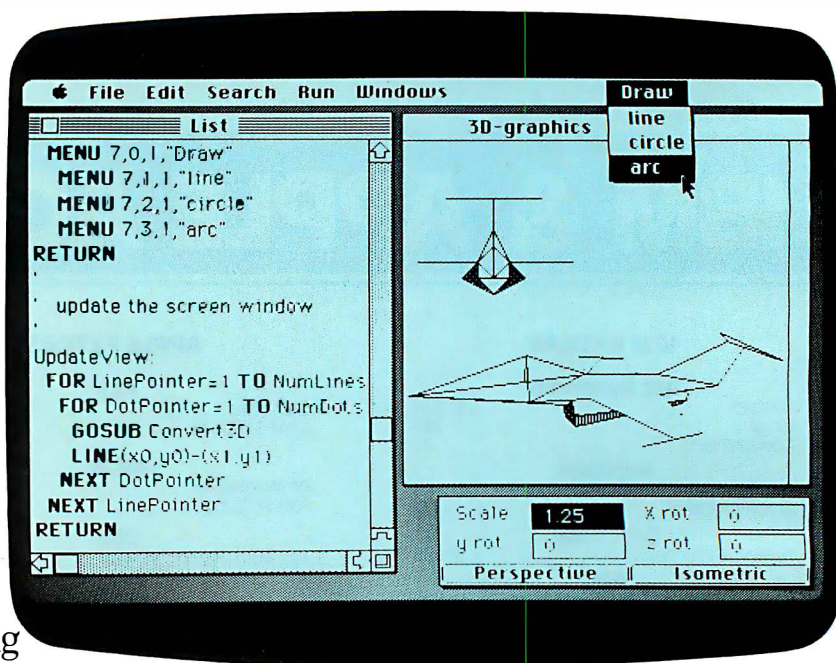 File Edit Search Run Windows Draw
List
MENU 7,0,1,"Draw"
MENU 7,1,1,"line"
MENU 7,2,1,"circle"
MENU 7,3,1,"arc"
RETURN
'
' update the screen window
'
UpdateView:
FOR LinePointer=1 TO NumLines
FOR DotPointer=1 TO NumDots
GOSUB Convert3D
LINE(x0,y0)-(x1,y1)
NEXT DotPointer
NEXT LinePointer
RETURN
3D-graphics
line
circle
arc
Scale 1.25 X rot 0
y rot 0 z rot 0
Perspective Isometric
g